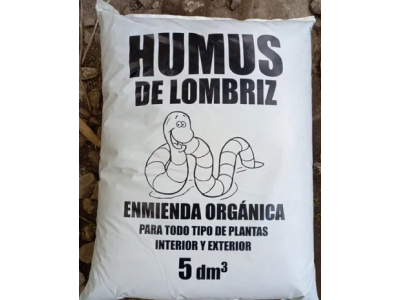 HUMUS
DE LOMBRIZ
ENMIENDA ORGÁNICA
PARA TODO TIPO DE PLANTAS
INTERIOR Y EXTERIOR
5 dm³